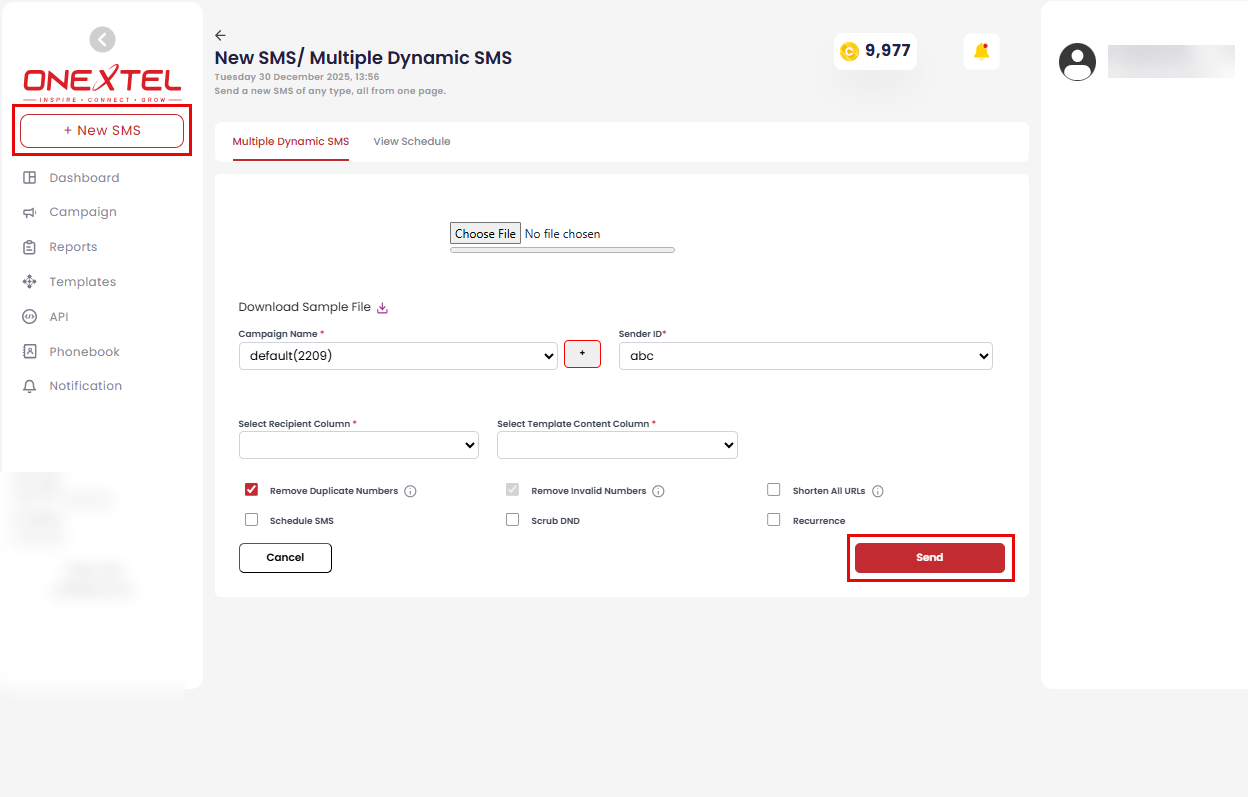 ONEXTEL
INSPIRE • CONNECT • GROW
+ New SMS
Dashboard
Campaign
Reports
Templates
API
Phonebook
Notification
New SMS/ Multiple Dynamic SMS
Tuesday 30 December 2025, 13:56
Send a new SMS of any type, all from one page.
9,977
Multiple Dynamic SMS View Schedule
Choose File No file chosen
Download Sample File
Campaign Name * Sender ID*
default(2209) + abc
Select Recipient Column * Select Template Content Column *
Remove Duplicate Numbers Remove Invalid Numbers Shorten All URLs
Schedule SMS Scrub DND Recurrence
Cancel Send